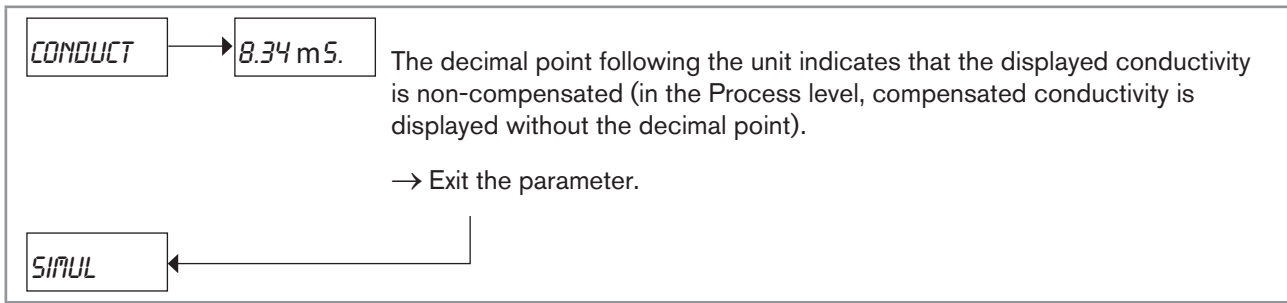 CONDUCT
8.34 mS.
The decimal point following the unit indicates that the displayed conductivity
is non-compensated (in the Process level, compensated conductivity is
displayed without the decimal point).
→ Exit the parameter.
SIMUL